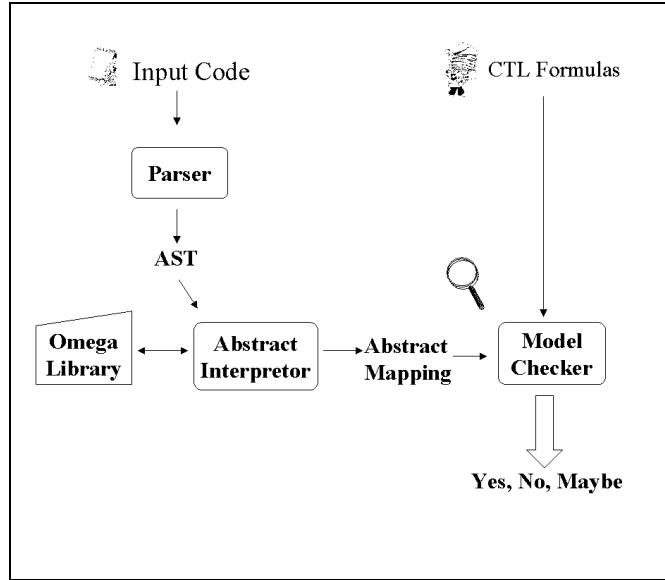 Input Code
CTL Formulas
Parser
AST
Omega
Library
Abstract
Interpretor
Abstract
Mapping
Model
Checker
Yes, No, Maybe